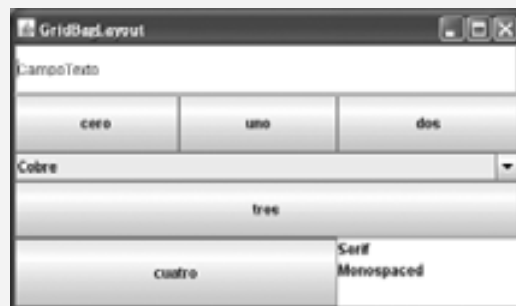 GridBagLayout
CampoTexto
cero uno dos
Cobre
tres
cuatro
Serif
Monospaced